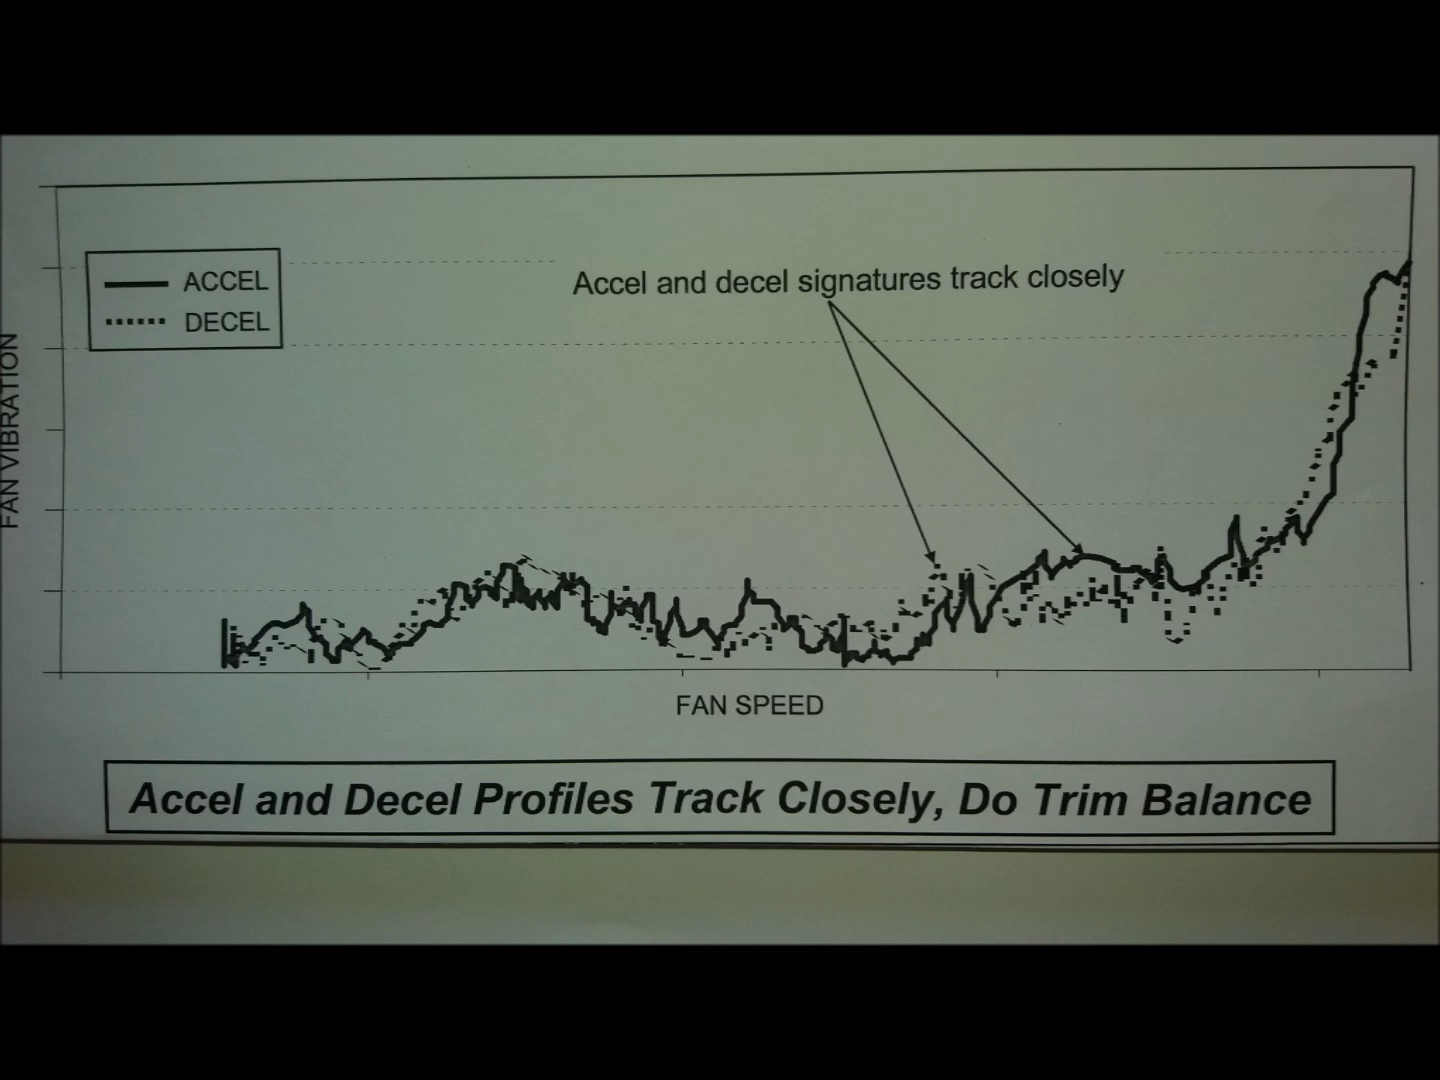 ACCEL
DECEL
Accel and decel signatures track closely
FAN VIBRATION
FAN SPEED
Accel and Decel Profiles Track Closely, Do Trim Balance